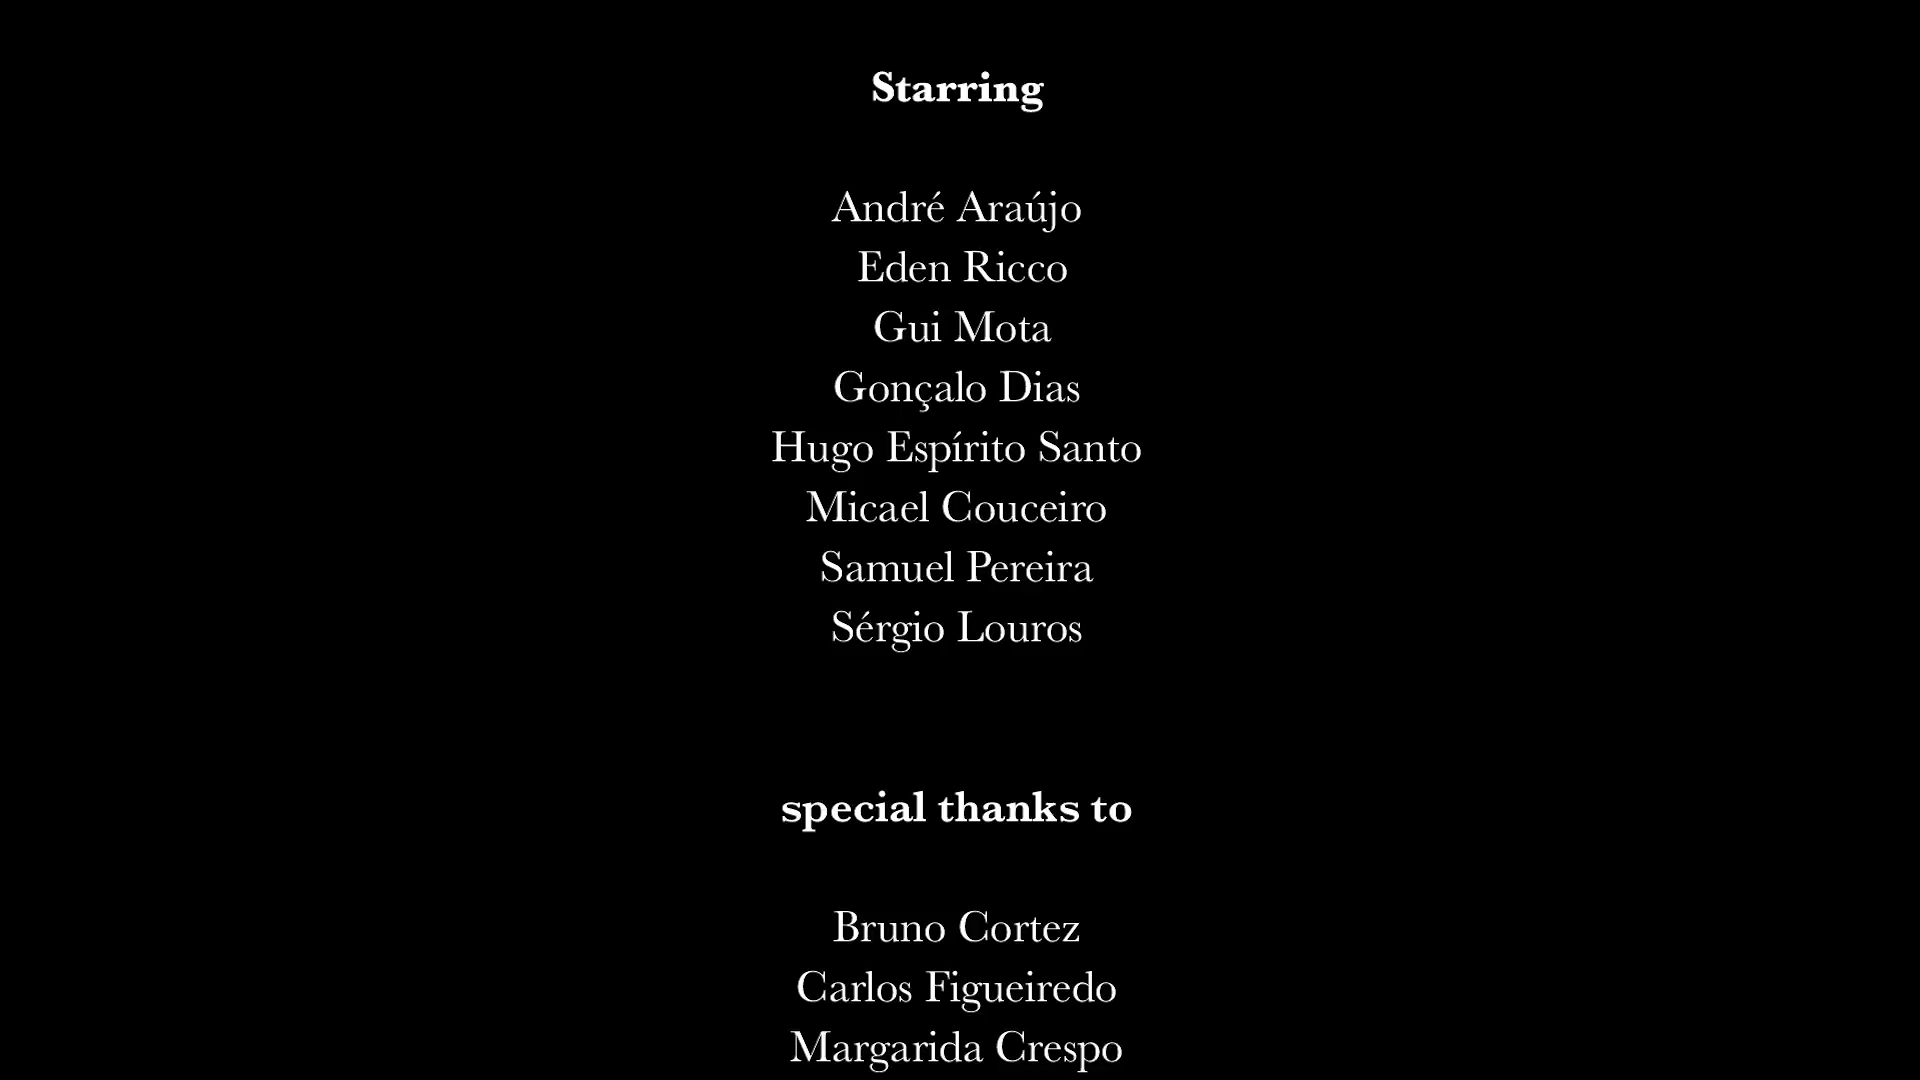 Starring
André Araújo
Eden Ricco
Gui Mota
Gonçalo Dias
Hugo Espírito Santo
Micael Couceiro
Samuel Pereira
Sérgio Louros
special thanks to
Bruno Cortez
Carlos Figueiredo
Margarida Crespo